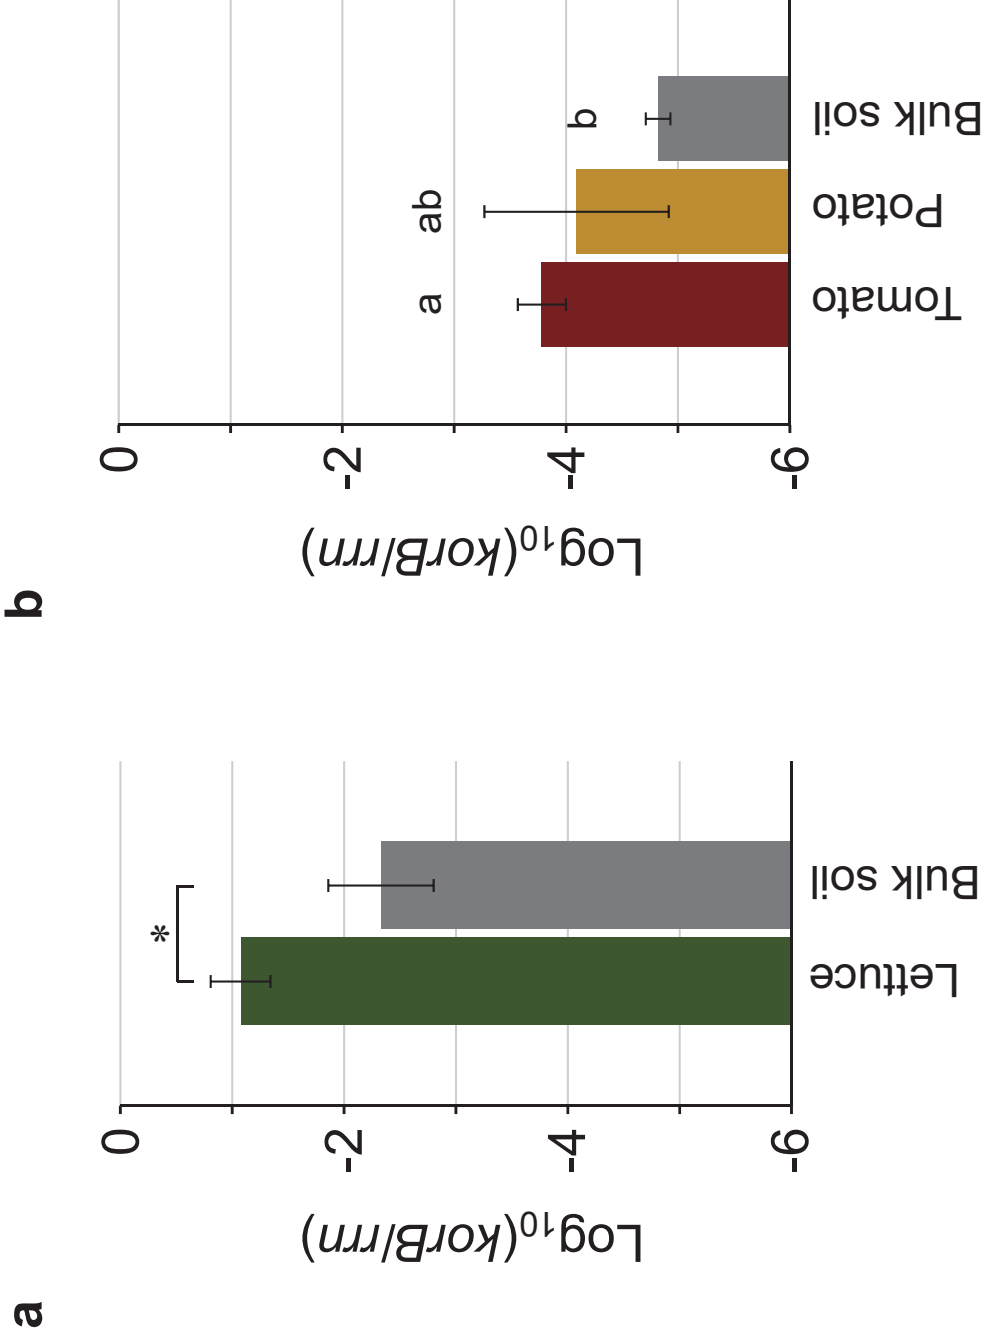 a
Log10(korB/rrn)
0
-2
-4
-6
*
Lettuce
Bulk soil
b
Log10(korB/rrn)
0
-2
-4
-6
a
ab
b
Tomato
Potato
Bulk soil